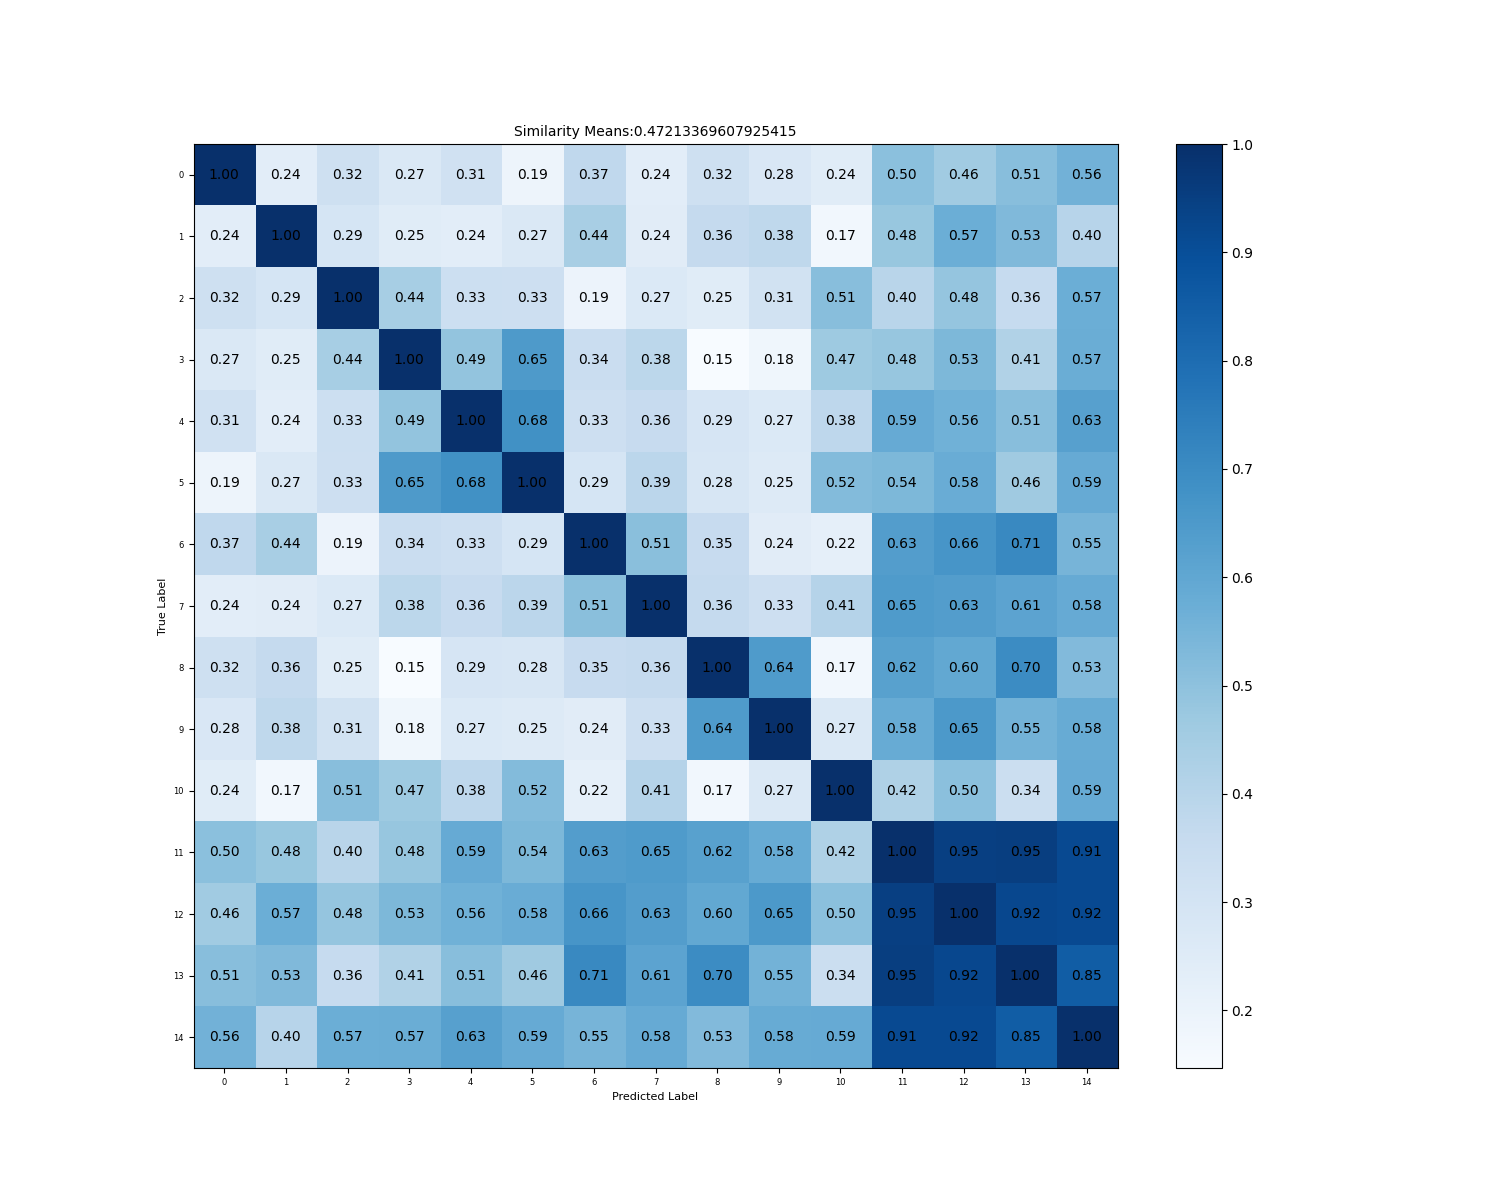 Similarity Means:0.47213369607925415
0 1.00 0.24 0.32 0.27 0.31 0.19 0.37 0.24 0.32 0.28 0.24 0.50 0.46 0.51 0.56
1 0.24 1.00 0.29 0.25 0.24 0.27 0.44 0.24 0.36 0.38 0.17 0.48 0.57 0.53 0.40
2 0.32 0.29 1.00 0.44 0.33 0.33 0.19 0.27 0.25 0.31 0.51 0.40 0.48 0.36 0.57
3 0.27 0.25 0.44 1.00 0.49 0.65 0.34 0.38 0.15 0.18 0.47 0.48 0.53 0.41 0.57
4 0.31 0.24 0.33 0.49 1.00 0.68 0.33 0.36 0.29 0.27 0.38 0.59 0.56 0.51 0.63
5 0.19 0.27 0.33 0.65 0.68 1.00 0.29 0.39 0.28 0.25 0.52 0.54 0.58 0.46 0.59
6 0.37 0.44 0.19 0.34 0.33 0.29 1.00 0.51 0.35 0.24 0.22 0.63 0.66 0.71 0.55
7 0.24 0.24 0.27 0.38 0.36 0.39 0.51 1.00 0.36 0.33 0.41 0.65 0.63 0.61 0.58
8 0.32 0.36 0.25 0.15 0.29 0.28 0.35 0.36 1.00 0.64 0.17 0.62 0.60 0.70 0.53
9 0.28 0.38 0.31 0.18 0.27 0.25 0.24 0.33 0.64 1.00 0.27 0.58 0.65 0.55 0.58
10 0.24 0.17 0.51 0.47 0.38 0.52 0.22 0.41 0.17 0.27 1.00 0.42 0.50 0.34 0.59
11 0.50 0.48 0.40 0.48 0.59 0.54 0.63 0.65 0.62 0.58 0.42 1.00 0.95 0.95 0.91
12 0.46 0.57 0.48 0.53 0.56 0.58 0.66 0.63 0.60 0.65 0.50 0.95 1.00 0.92 0.92
13 0.51 0.53 0.36 0.41 0.51 0.46 0.71 0.61 0.70 0.55 0.34 0.95 0.92 1.00 0.85
14 0.56 0.40 0.57 0.57 0.63 0.59 0.55 0.58 0.53 0.58 0.59 0.91 0.92 0.85 1.00
0 1 2 3 4 5 6 7 8 9 10 11 12 13 14
Predicted Label
True Label
1.0
0.9
0.8
0.7
0.6
0.5
0.4
0.3
0.2